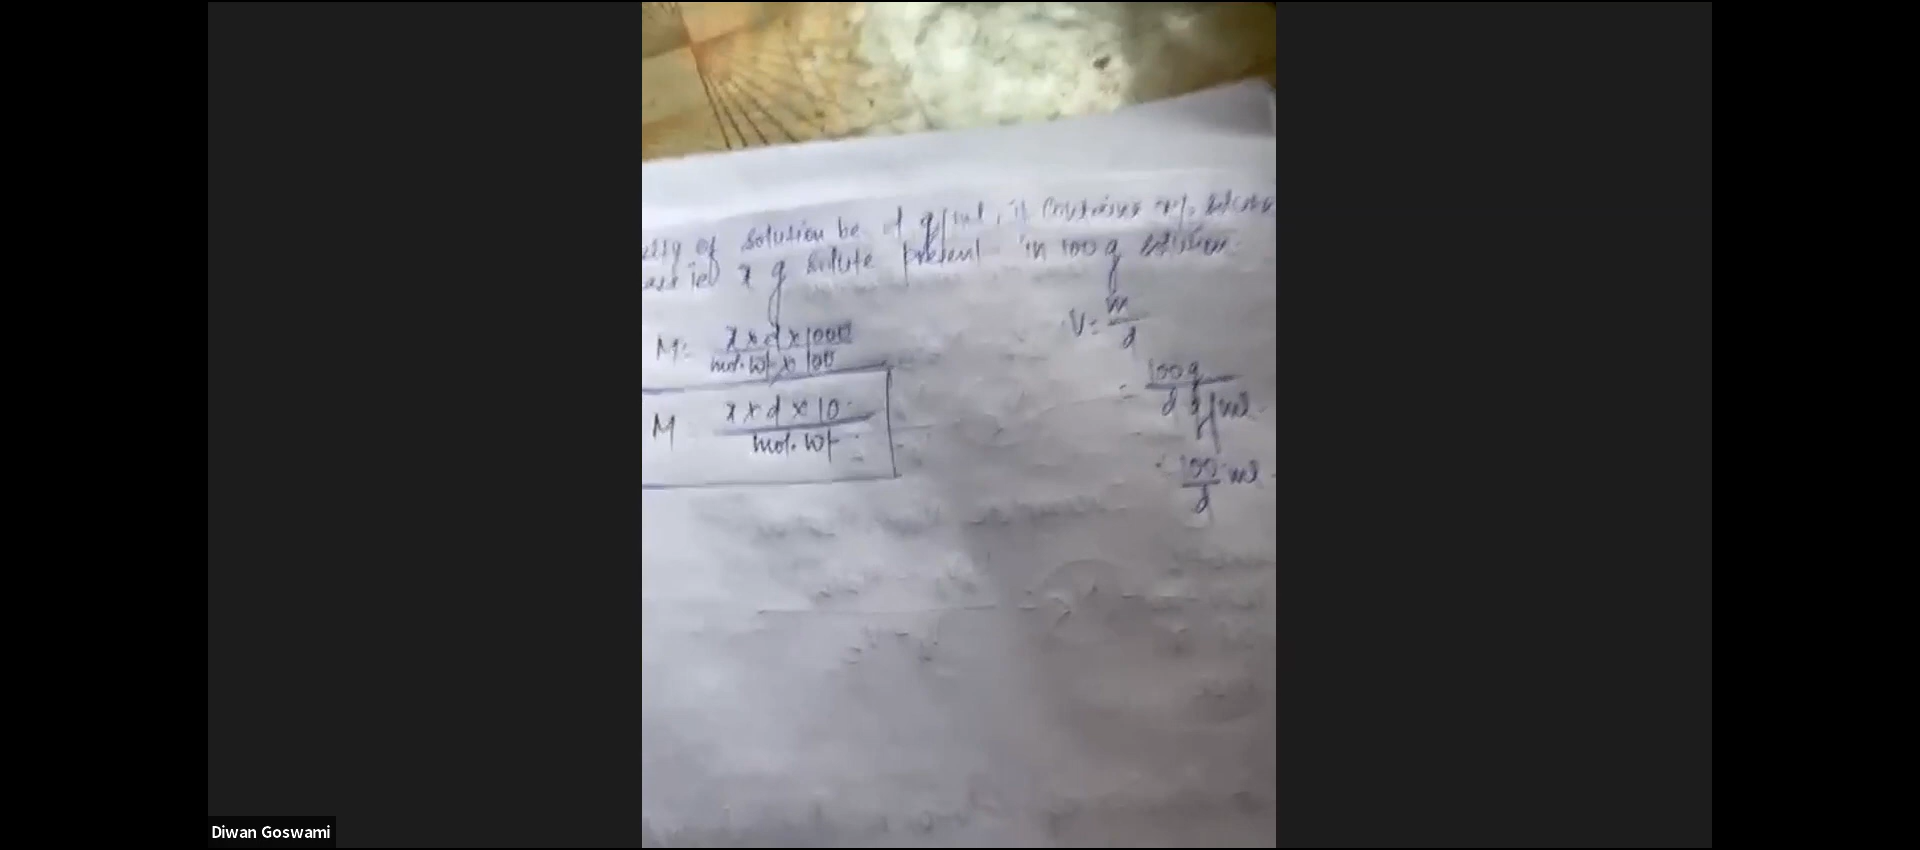 of solution be d g/ml, it contains x%
x g solute present in 100 g solution
M = x × d × 1000
mol. wt × 100
M x × d × 10
mol. wt
V = m
d
= 100 g
d g/ml
= 100 ml
d
Diwan Goswami